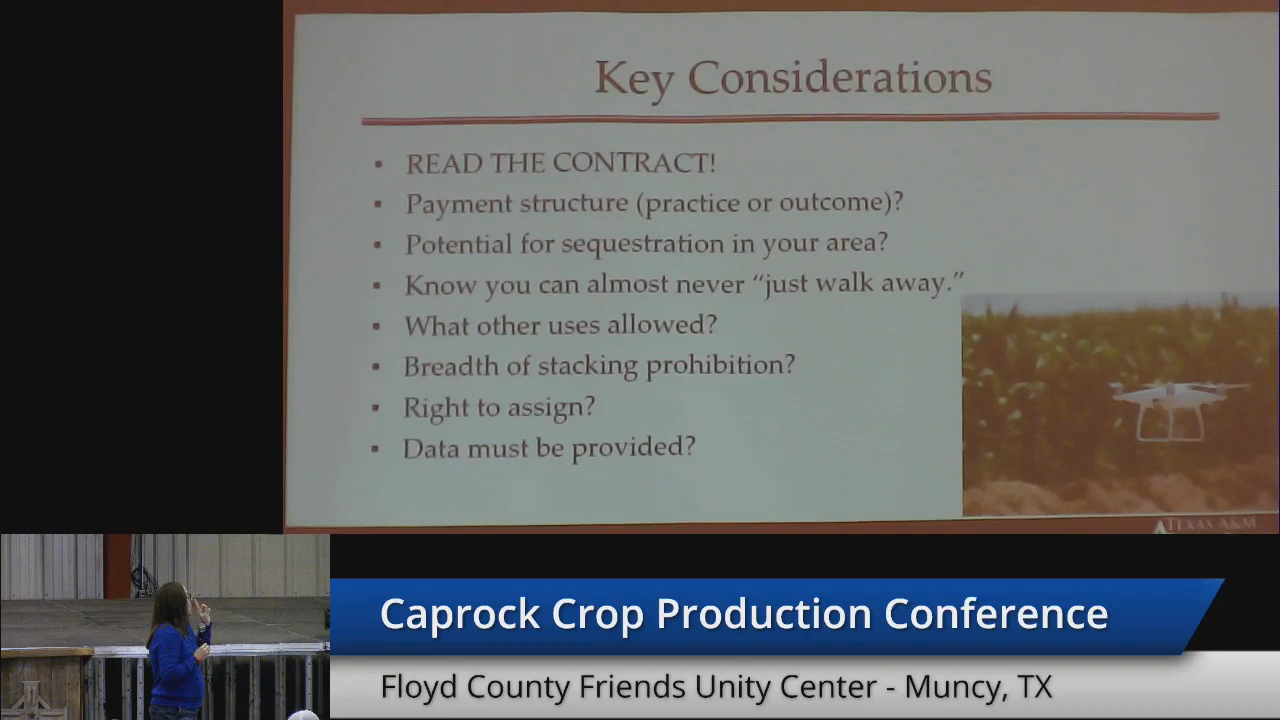 Key Considerations
READ THE CONTRACT!
Payment structure (practice or outcome)?
Potential for sequestration in your area?
Know you can almost never “just walk away.”
What other uses allowed?
Breadth of stacking prohibition?
Right to assign?
Data must be provided?
TEXAS A&M
Caprock Crop Production Conference
Floyd County Friends Unity Center - Muncy, TX